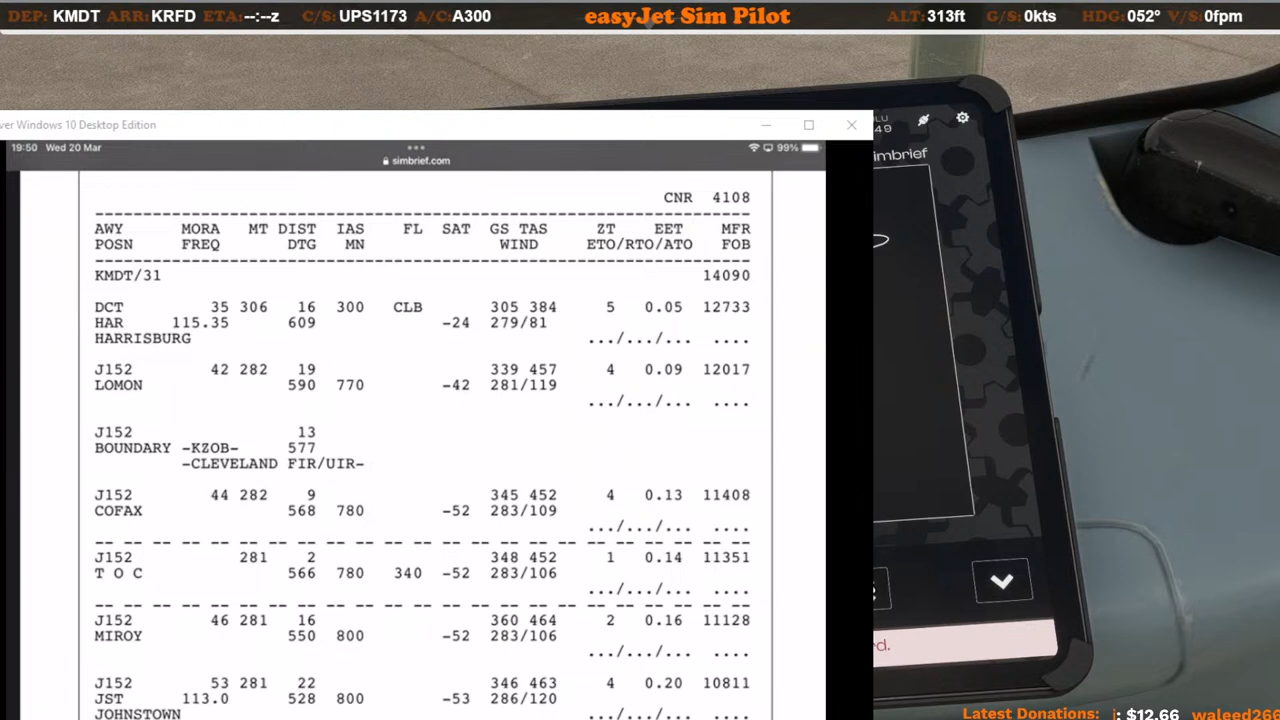 DEP: KMDT ARR: KRFD ETA: --:--z C/S: UPS1173 A/C: A300 easyJet Sim Pilot ALT: 313ft G/S: 0kts HDG: 052° V/S: 0fpm
ver Windows 10 Desktop Edition
19:50 Wed 20 Mar 99%
simbrief.com
CNR 4108
AWY MORA MT DIST IAS FL SAT GS TAS ZT EET MFR
POSN FREQ DTG MN WIND ETO/RTO/ATO FOB
KMDT/31 14090
DCT 35 306 16 300 CLB 305 384 5 0.05 12733
HAR 115.35 609 -24 279/81
HARRISBURG .../.../... ....
J152 42 282 19 339 457 4 0.09 12017
LOMON 590 770 -42 281/119
.../.../... ....
J152 13
BOUNDARY -KZOB- 577
-CLEVELAND FIR/UIR-
J152 44 282 9 345 452 4 0.13 11408
COFAX 568 780 -52 283/109
.../.../... ....
J152 281 2 348 452 1 0.14 11351
T O C 566 780 340 -52 283/106
.../.../... ....
J152 46 281 16 360 464 2 0.16 11128
MIROY 550 800 -52 283/106
.../.../... ....
J152 53 281 22 346 463 4 0.20 10811
JST 113.0 528 800 -53 286/120
JOHNSTOWN .../.../... ....
LU
49
imbrief
rd.
Latest Donations: : $12.66 waleed266